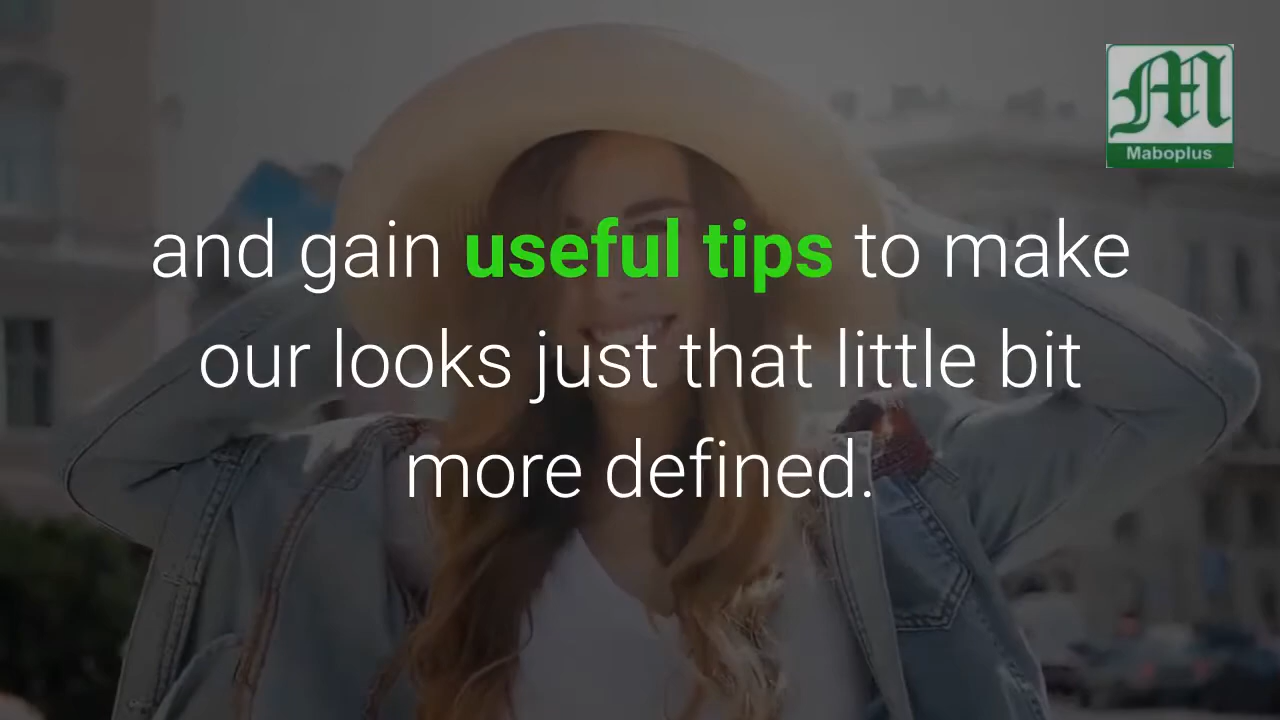 M
Maboplus
and gain useful tips to make
our looks just that little bit
more defined.